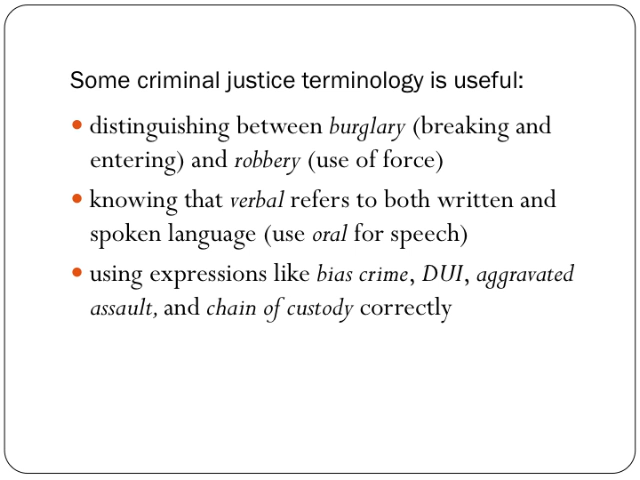 Some criminal justice terminology is useful:
• distinguishing between burglary (breaking and
entering) and robbery (use of force)
• knowing that verbal refers to both written and
spoken language (use oral for speech)
• using expressions like bias crime, DUI, aggravated
assault, and chain of custody correctly